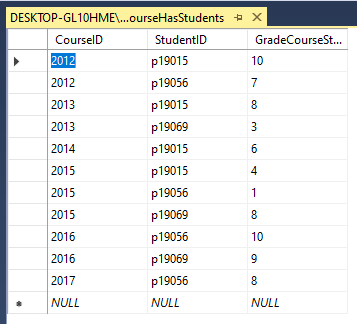 DESKTOP-GL10HME\...ourseHasStudents
CourseID StudentID GradeCourseSt...
2012 p19015 10
2012 p19056 7
2013 p19015 8
2013 p19069 3
2014 p19015 6
2015 p19015 4
2015 p19056 1
2015 p19069 8
2016 p19056 10
2016 p19069 9
2017 p19056 8
NULL NULL NULL